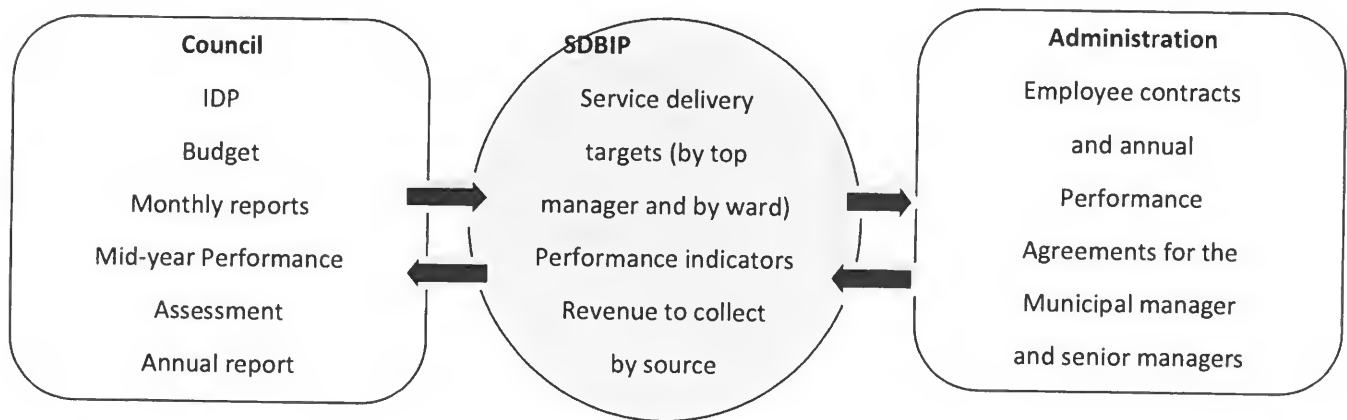 Council
IDP
Budget
Monthly reports
Mid-year Performance
Assessment
Annual report
SDBIP
Service delivery
targets (by top
manager and by ward)
Performance indicators
Revenue to collect
by source
Administration
Employee contracts
and annual
Performance
Agreements for the
Municipal manager
and senior managers